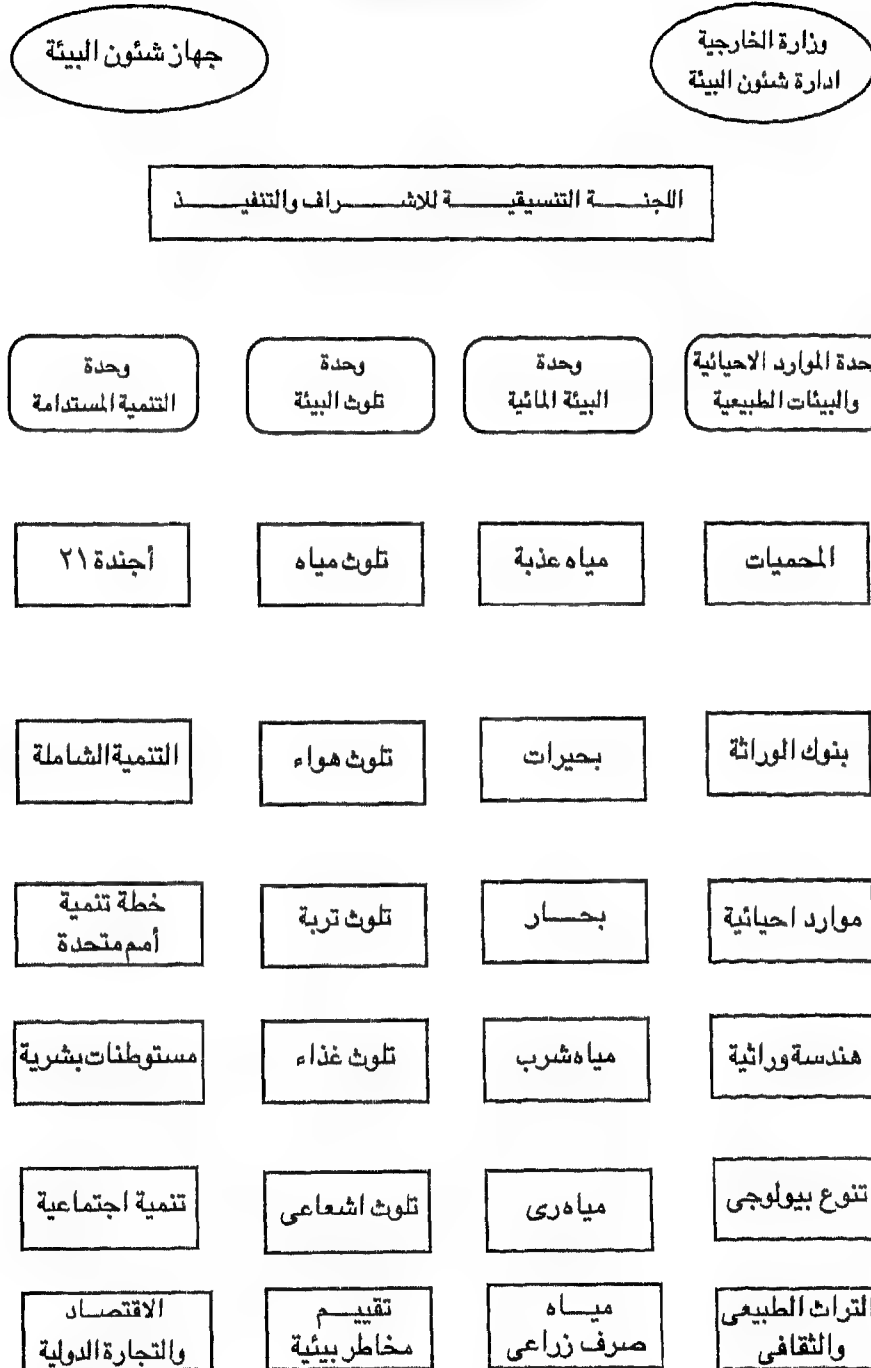 وزارة الخارجية
ادارة شئون البيئة
جهاز شئون البيئة
اللجنة التنسيقية للاشراف والتنفيذ
وحدة الموارد الاحيائية
والبيئات الطبيعية
وحدة
البيئة المائية
وحدة
تلوث البيئة
وحدة
التنمية المستدامة
المحميات
مياه عذبة
تلوث مياه
أجندة ٢١
بنوك الوراثة
بحيرات
تلوث هواء
التنمية الشاملة
موارد احيائية
بحار
تلوث تربة
خطة تنمية
أمم متحدة
هندسة وراثية
مياه شرب
تلوث غذاء
مستوطنات بشرية
تنوع بيولوجى
مياه رى
تلوث اشعاعى
تنمية اجتماعية
التراث الطبيعى
والثقافى
مياه
صرف زراعى
تقييم
مخاطر بيئية
الاقتصاد
والتجارة الدولية